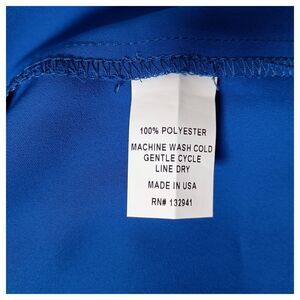 100% POLYESTER
MACHINE WASH COLD
GENTLE CYCLE
LINE DRY
MADE IN USA
RN# 132941